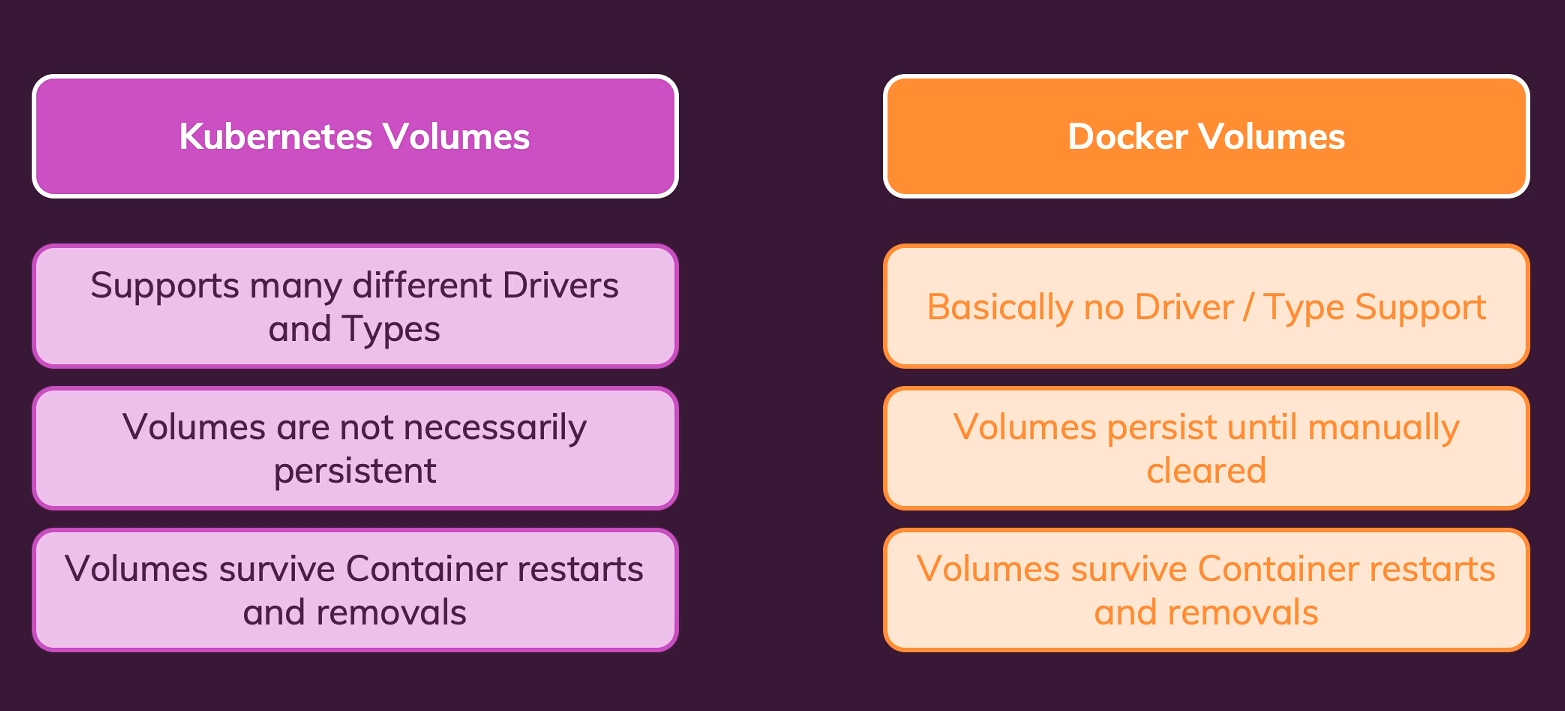 Kubernetes Volumes
Docker Volumes
Supports many different Drivers
and Types
Basically no Driver / Type Support
Volumes are not necessarily
persistent
Volumes persist until manually
cleared
Volumes survive Container restarts
and removals
Volumes survive Container restarts
and removals